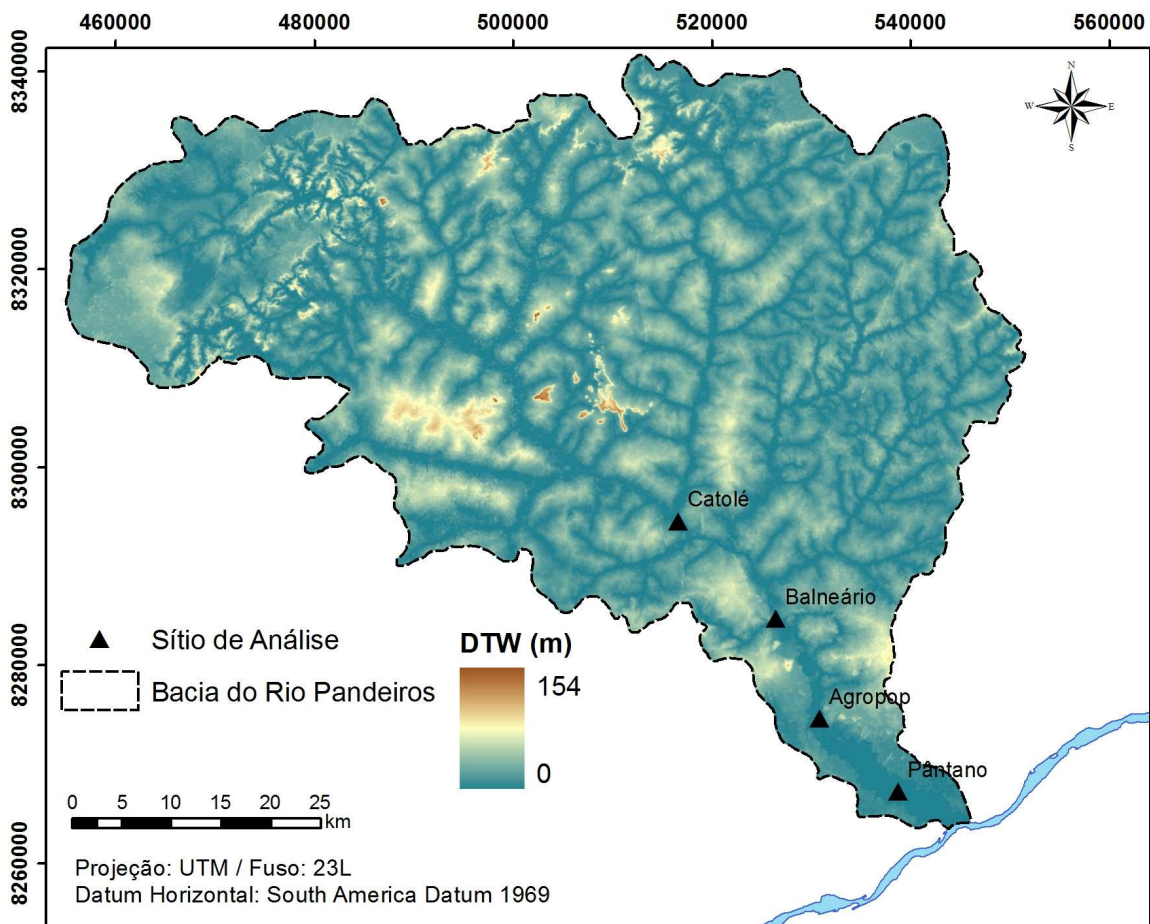 460000 480000 500000 520000 540000 560000
8340000
8320000
8300000
8280000
8260000
N
W E
S
Catolé
Balneário
Agropop
Pântano
Sítio de Análise
Bacia do Rio Pandeiros
DTW (m)
154
0
0 5 10 15 20 25
km
Projeção: UTM / Fuso: 23L
Datum Horizontal: South America Datum 1969